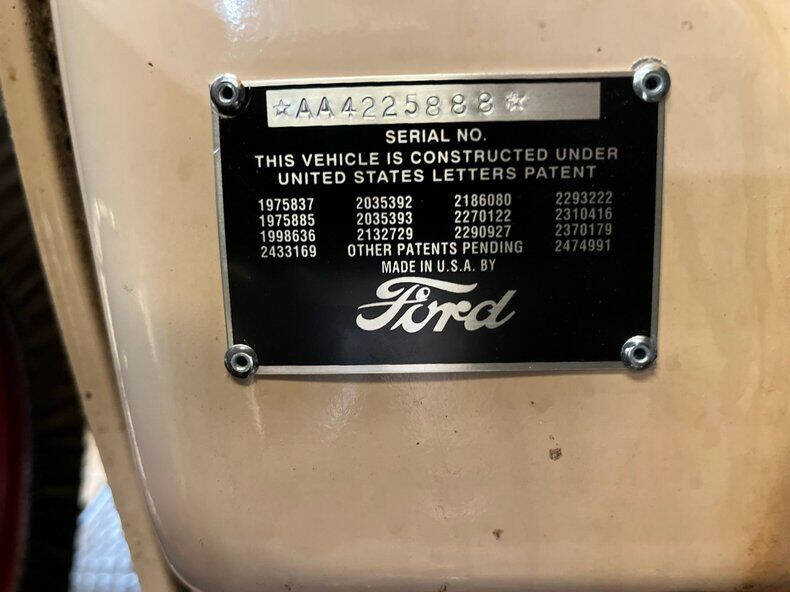 ☆AA4225888☆
SERIAL NO.
THIS VEHICLE IS CONSTRUCTED UNDER
UNITED STATES LETTERS PATENT
1975837 2035392 2186080 2293222
1975885 2035393 2270122 2310416
1998636 2132729 2290927 2370179
2433169 OTHER PATENTS PENDING 2474991
MADE IN U.S.A. BY
Ford